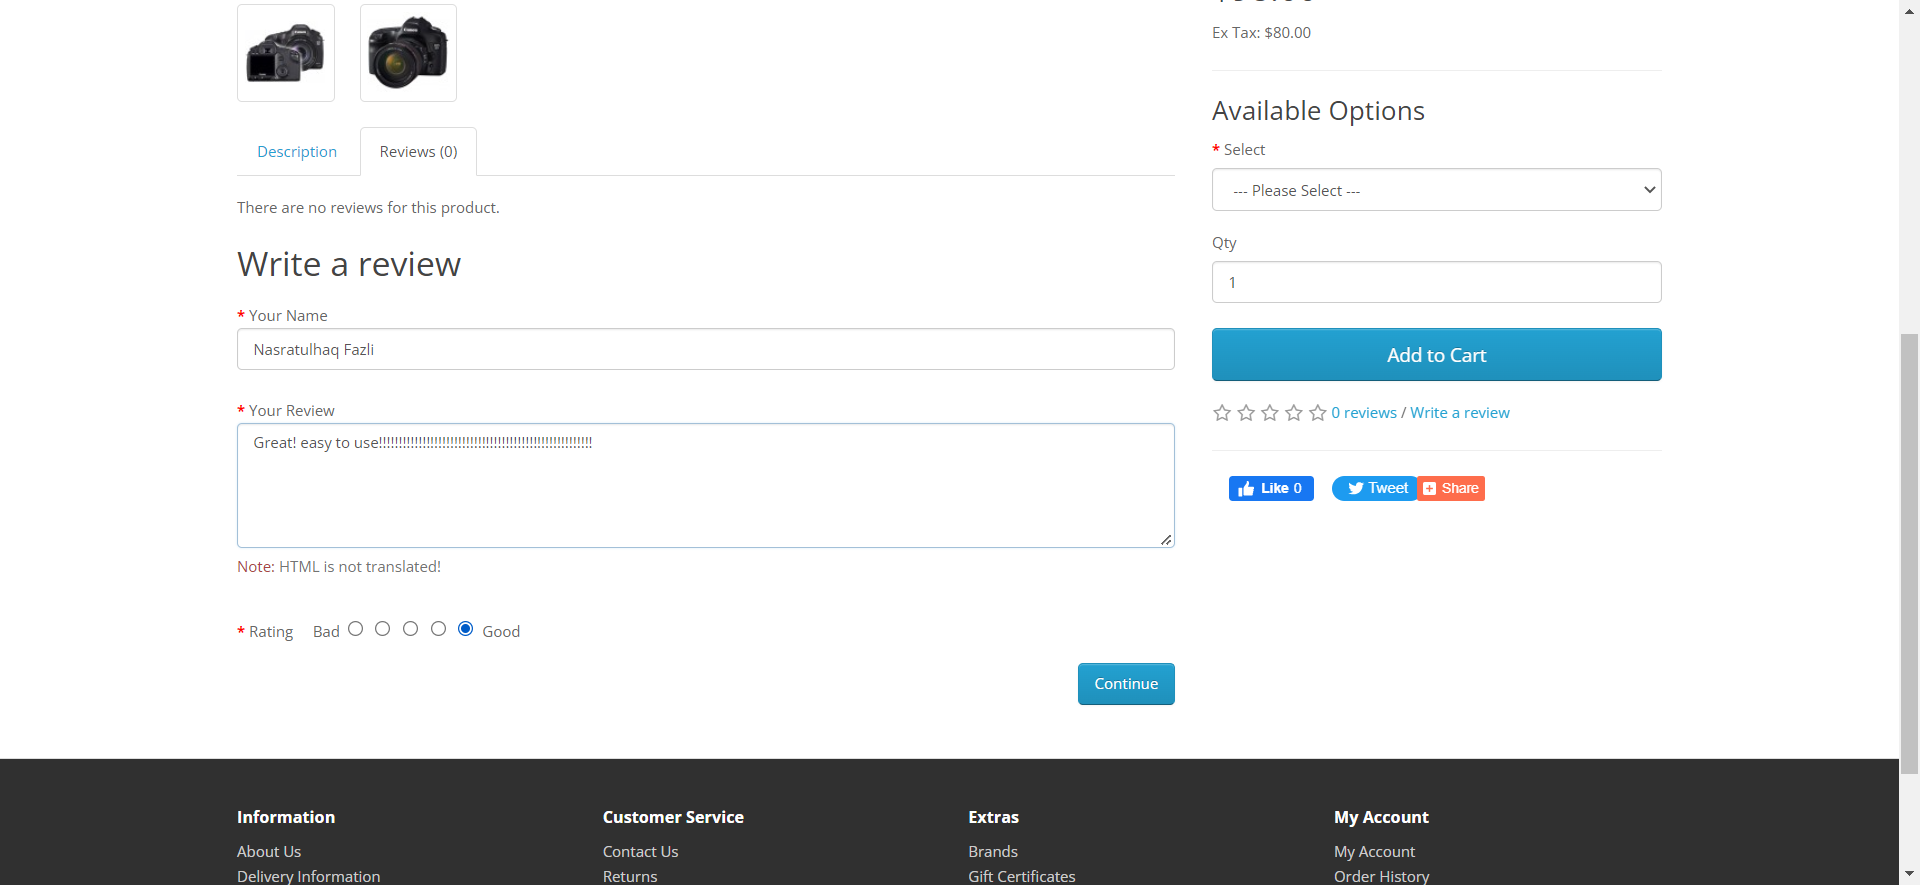 Ex Tax: $80.00
Description
Reviews (0)
There are no reviews for this product.
Write a review
* Your Name
Nasratulhaq Fazli
* Your Review
Great! easy to use!!!!!!!!!!!!!!!!!!!!!!!!!!!!!!!!!!!!!!!!!!!!!!!!!!!!!!
Note: HTML is not translated!
* Rating Bad Good
Continue
Available Options
* Select
--- Please Select ---
Qty
1
Add to Cart
0 reviews / Write a review
Like 0
Tweet
Share
Information
About Us
Delivery Information
Customer Service
Contact Us
Returns
Extras
Brands
Gift Certificates
My Account
My Account
Order History